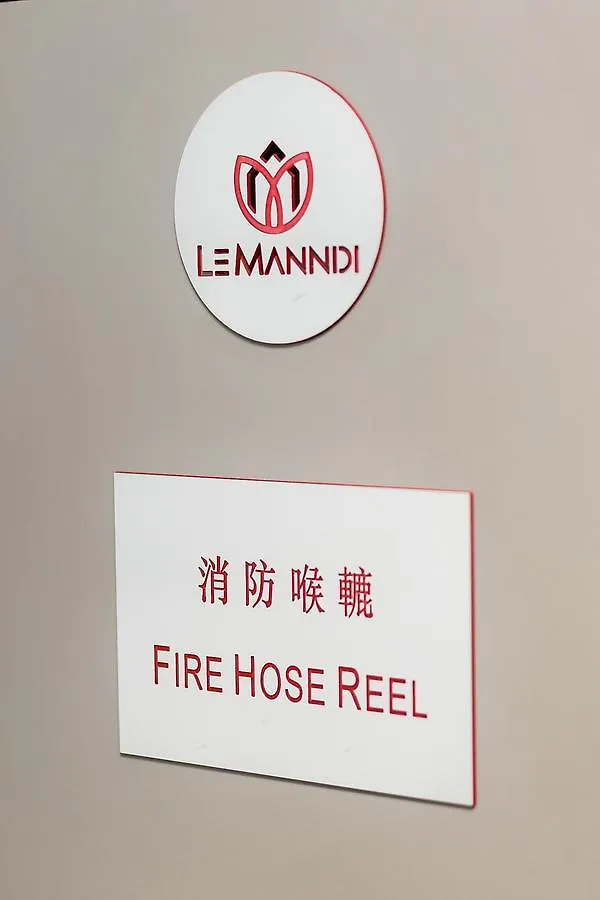 LEMANNDI
消防喉轆
FIRE HOSE REEL